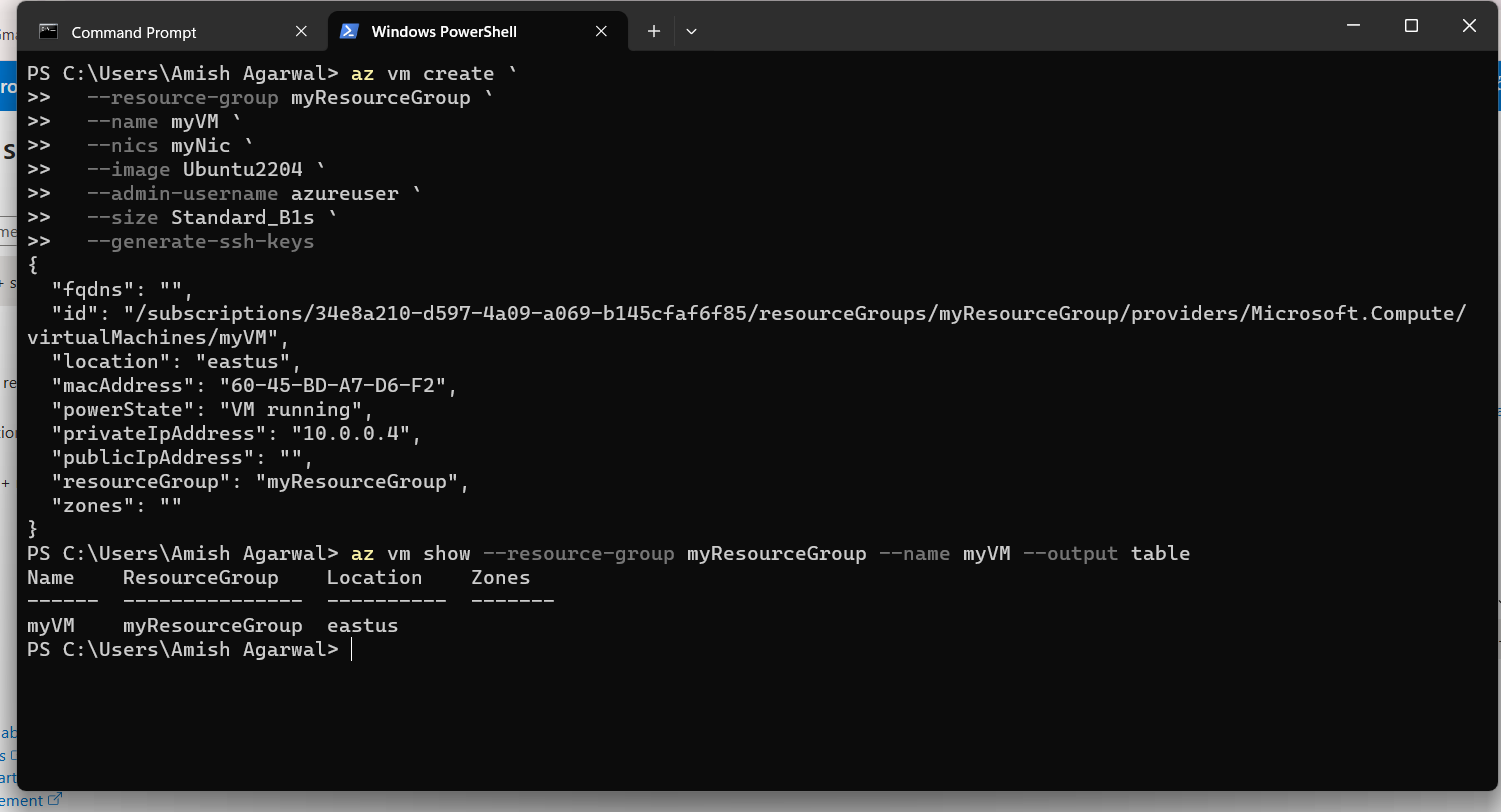 Command Prompt
Windows PowerShell
PS C:\Users\Amish Agarwal> az vm create `
>>   --resource-group myResourceGroup `
>>   --name myVM `
>>   --nics myNic `
>>   --image Ubuntu2204 `
>>   --admin-username azureuser `
>>   --size Standard_B1s `
>>   --generate-ssh-keys
{
  "fqdns": "",
  "id": "/subscriptions/34e8a210-d597-4a09-a069-b145cfaf6f85/resourceGroups/myResourceGroup/providers/Microsoft.Compute/
virtualMachines/myVM",
  "location": "eastus",
  "macAddress": "60-45-BD-A7-D6-F2",
  "powerState": "VM running",
  "privateIpAddress": "10.0.0.4",
  "publicIpAddress": "",
  "resourceGroup": "myResourceGroup",
  "zones": ""
}
PS C:\Users\Amish Agarwal> az vm show --resource-group myResourceGroup --name myVM --output table
Name    ResourceGroup    Location    Zones
------  ---------------  ----------  -------
myVM    myResourceGroup  eastus
PS C:\Users\Amish Agarwal>